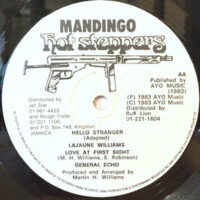 MANDINGO
hot steppers
AA
Published by
AYO MUSIC
(1983)
Distributed by
Jet Star
01-961 4422
and Rough Trade
01-221 1100
and P.O. Box 745, Kingston,
JAMAICA
(P) 1983 AYO Music
(C) 1983 AYO Music
Distributed by
Ruff Lion
01-221-1604
HELLO STRANGER
(Adapted)
LAJAUNE WILLIAMS
LOVE AT FIRST SIGHT
(M. H. Williams, E. Robinson)
GENERAL ECHO
Produced and Arranged by
Martin H. Williams